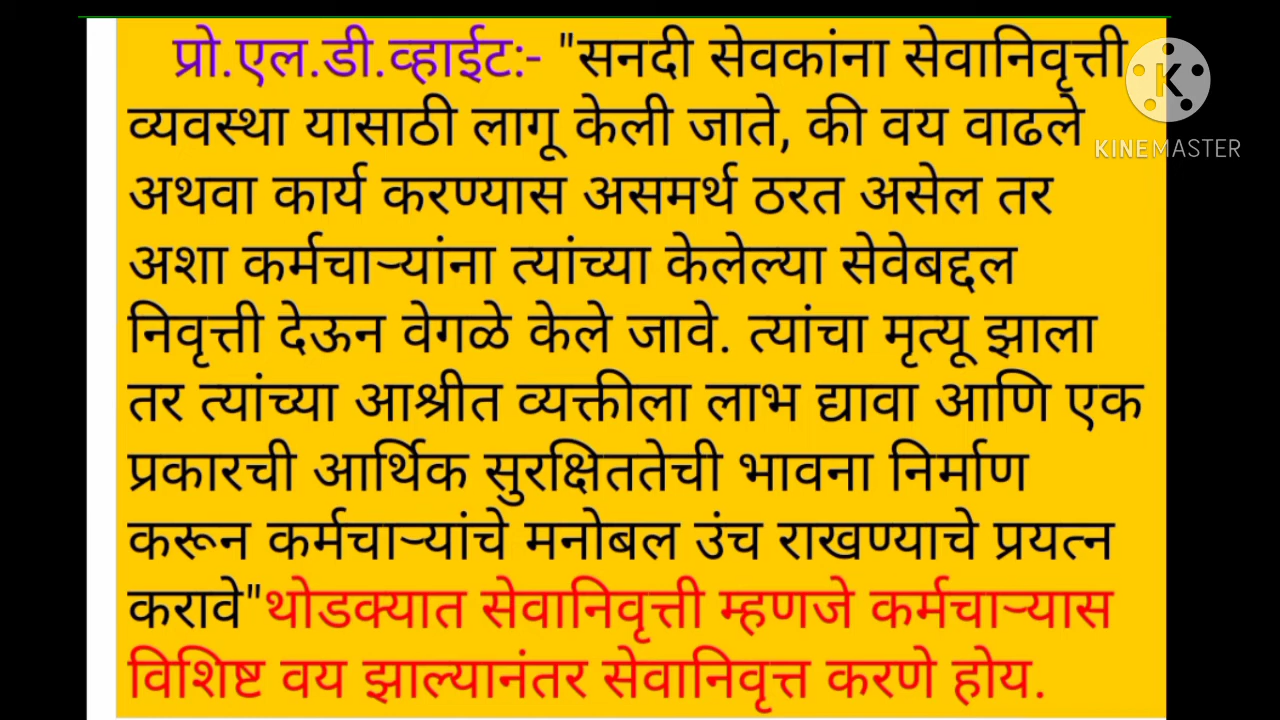 प्रो.एल.डी.व्हाईट:- "सनदी सेवकांना सेवानिवृत्ती
व्यवस्था यासाठी लागू केली जाते, की वय वाढले
अथवा कार्य करण्यास असमर्थ ठरत असेल तर
अशा कर्मचाऱ्यांना त्यांच्या केलेल्या सेवेबद्दल
निवृत्ती देऊन वेगळे केले जावे. त्यांचा मृत्यू झाला
तर त्यांच्या आश्रीत व्यक्तीला लाभ द्यावा आणि एक
प्रकारची आर्थिक सुरक्षिततेची भावना निर्माण
करून कर्मचाऱ्यांचे मनोबल उंच राखण्याचे प्रयत्न
करावे"थोडक्यात सेवानिवृत्ती म्हणजे कर्मचाऱ्यास
विशिष्ट वय झाल्यानंतर सेवानिवृत्त करणे होय.
K
KINEMASTER